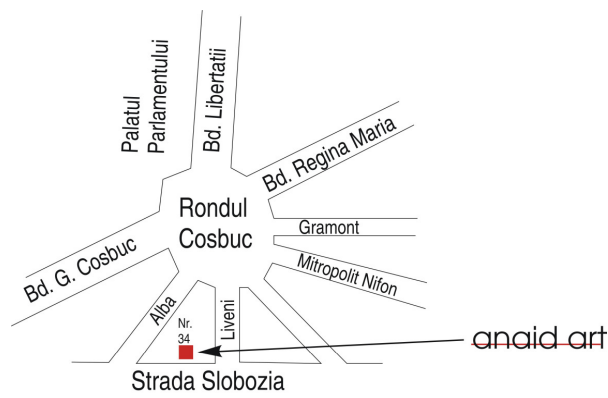 Palatul
Parlamentului
Bd. Libertatii
Bd. Regina Maria
Rondul
Cosbuc
Gramont
Mitropolit Nifon
Bd. G. Cosbuc
Alba
Nr.
34
Liveni
anaid art
Strada Slobozia